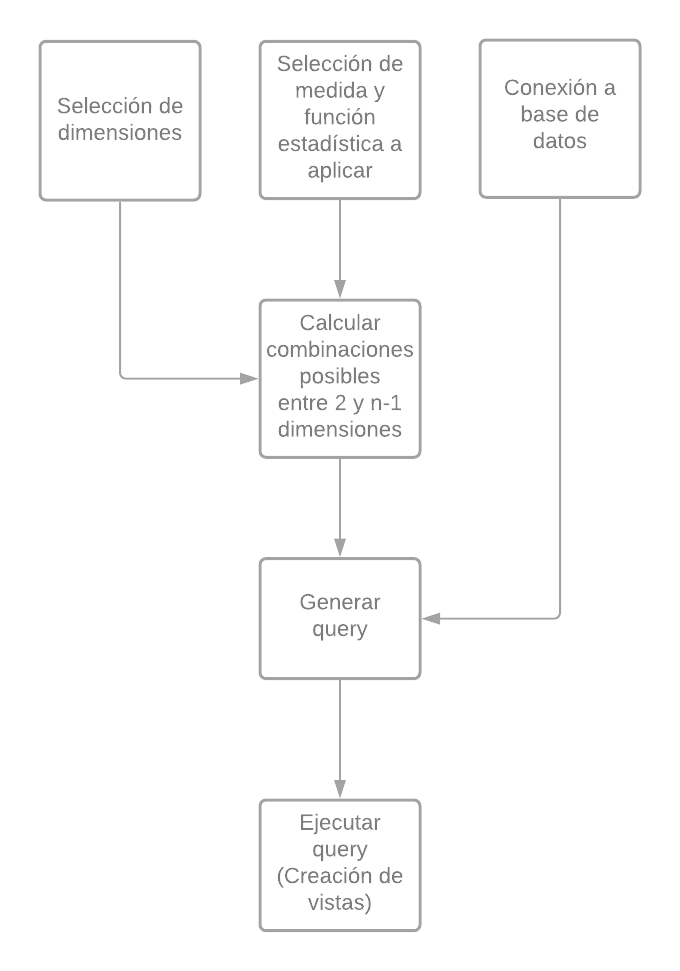 Selección de
dimensiones
Selección de
medida y
función
estadística a
aplicar
Conexión a
base de
datos
Calcular
combinaciones
posibles
entre 2 y n-1
dimensiones
Generar
query
Ejecutar
query
(Creación de
vistas)